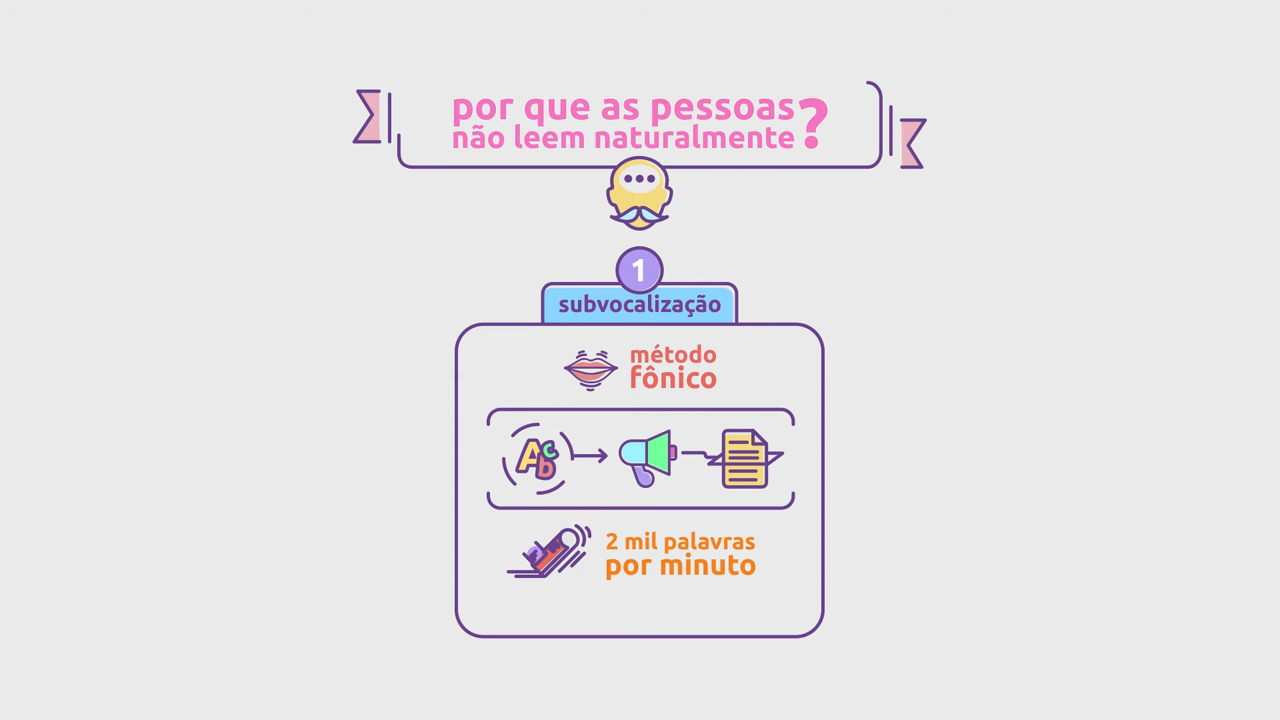 por que as pessoas
não leem naturalmente?
1
subvocalização
método
fônico
A c b
2 mil palavras
por minuto